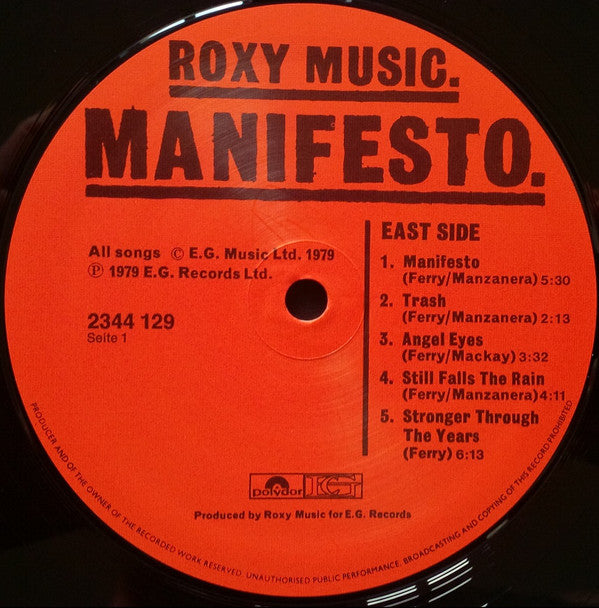 ROXY MUSIC.
MANIFESTO.
All songs © E.G. Music Ltd. 1979
℗ 1979 E.G. Records Ltd.
2344 129
Seite 1
EAST SIDE
1. Manifesto
(Ferry/Manzanera) 5:30
2. Trash
(Ferry/Manzanera) 2:13
3. Angel Eyes
(Ferry/Mackay) 3:32
4. Still Falls The Rain
(Ferry/Manzanera) 4:11
5. Stronger Through
The Years
(Ferry) 6:13
polydor EG
Produced by Roxy Music for E.G. Records
PRODUCER AND OF THE OWNER OF THE RECORDED WORK RESERVED UNAUTHORISED PUBLIC PERFORMANCE, BROADCASTING AND COPYING OF THIS RECORD PROHIBITED